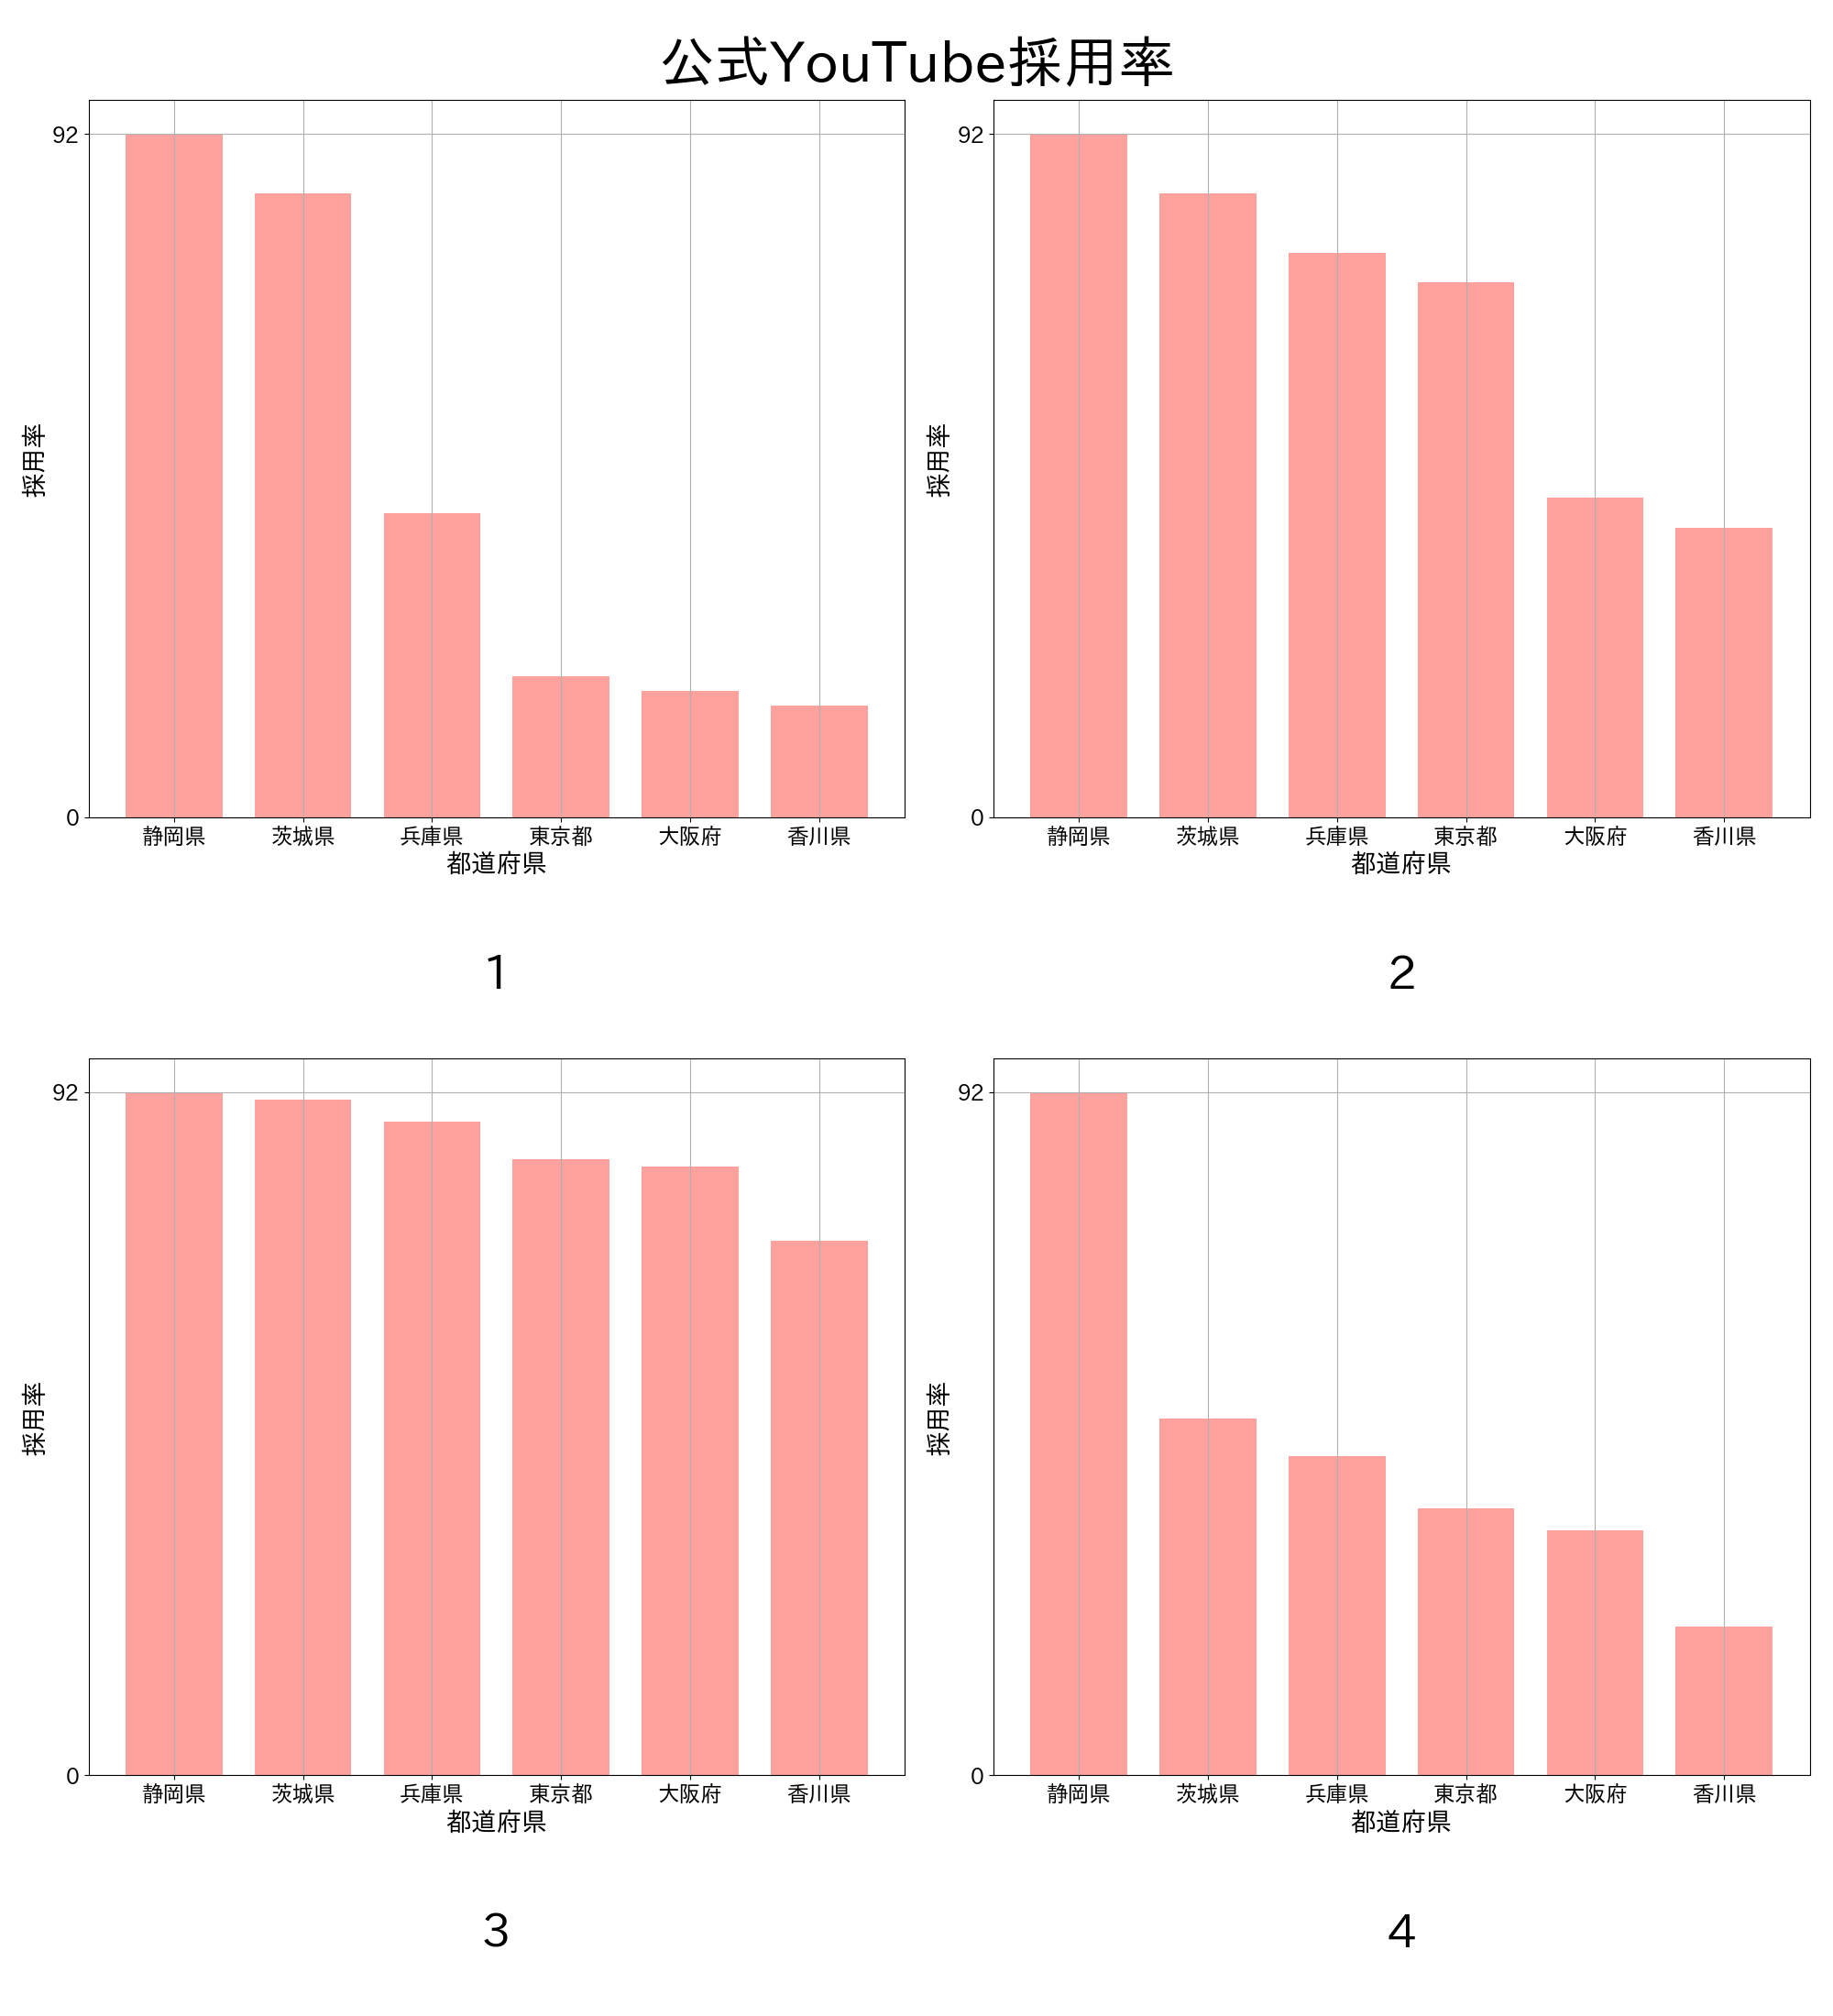 公式YouTube採用率
92
0
採用率
静岡県 茨城県 兵庫県 東京都 大阪府 香川県
都道府県
1
92
0
採用率
静岡県 茨城県 兵庫県 東京都 大阪府 香川県
都道府県
2
92
0
採用率
静岡県 茨城県 兵庫県 東京都 大阪府 香川県
都道府県
3
92
0
採用率
静岡県 茨城県 兵庫県 東京都 大阪府 香川県
都道府県
4